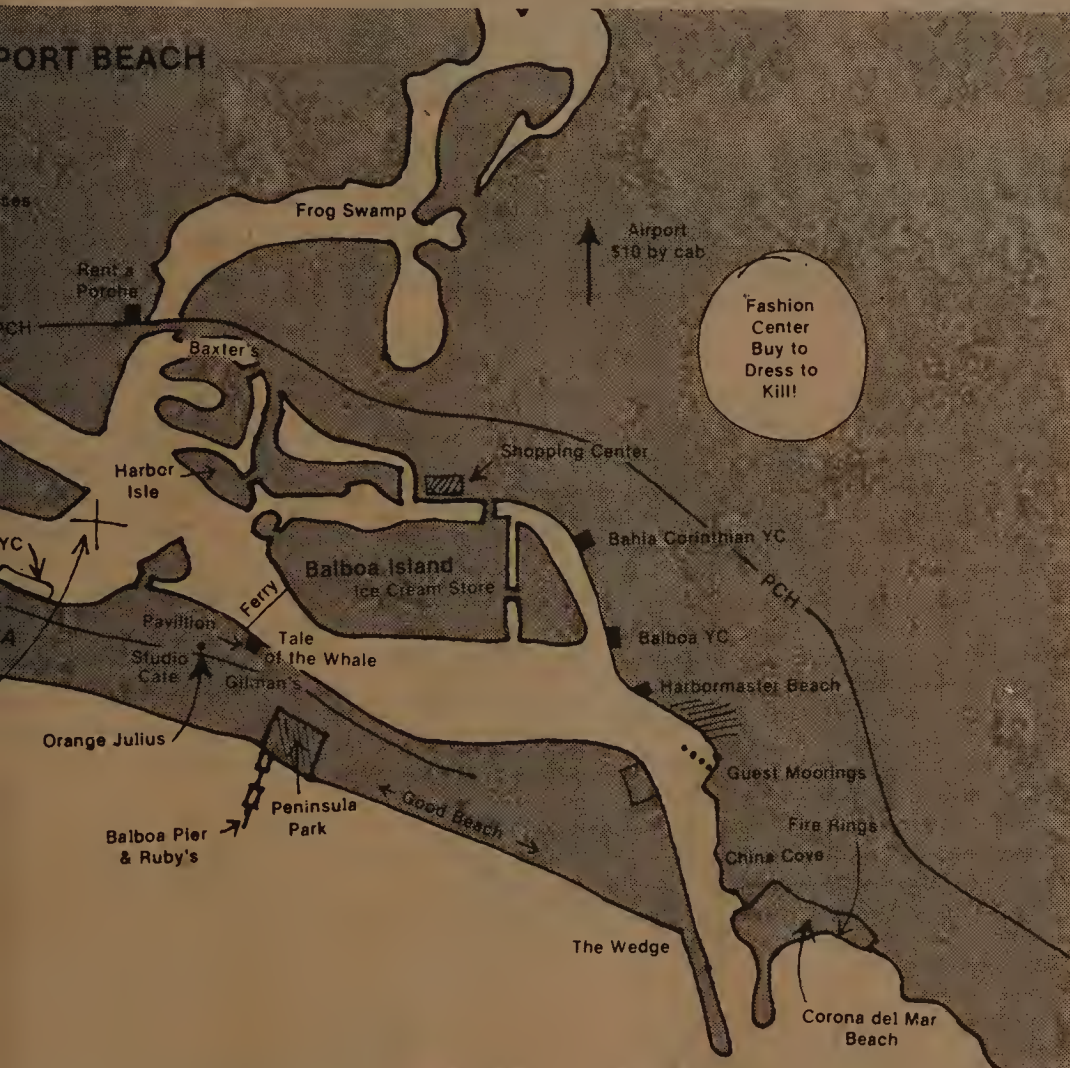 PORT BEACH
Frog Swamp
Airport
$10 by cab
Rent a
Porche
Fashion
Center
Buy to
Dress to
Kill!
Baxter's
Harbor
Isle
Shopping Center
Bahia Corinthian YC
YC
Balboa Island
Ice Cream Store
PCH
Ferry
Pavillion
Tale
of the Whale
Balboa YC
A
Studio
Cafe
Gilman's
Harbormaster Beach
Orange Julius
Guest Moorings
Peninsula
Park
Good Beach
Balboa Pier
& Ruby's
Fire Rings
China Cove
The Wedge
Corona del Mar
Beach